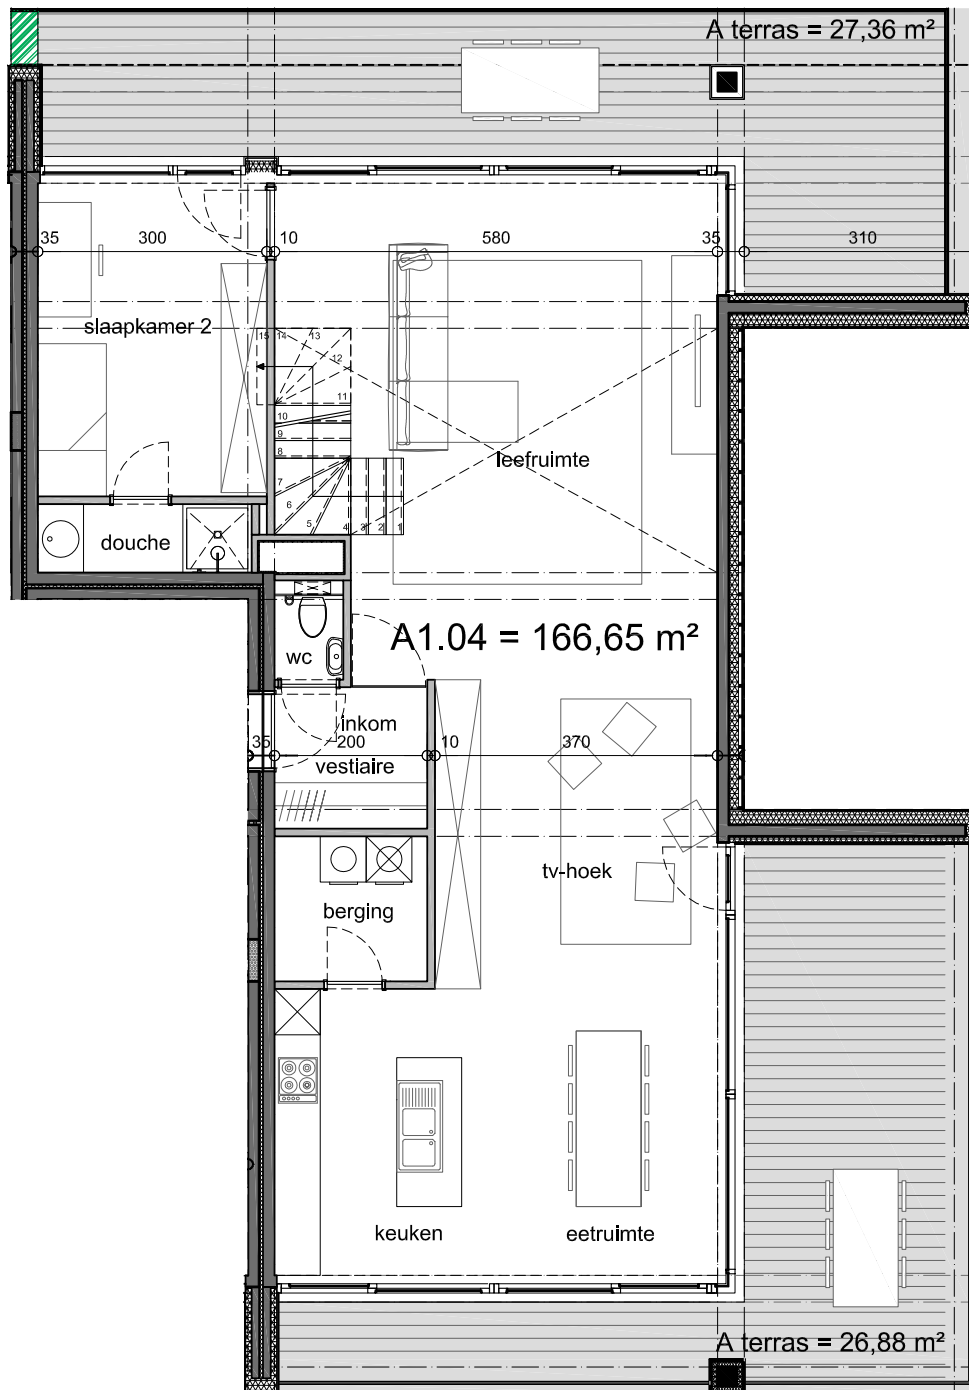 A terras = 27,36 m²
35 300 10 580 35 310
slaapkamer 2
15 14 13
12
11
10
9
8
7
6
5 4 3 2 1
leefruimte
douche
A1.04 = 166,65 m²
wc
inkom
35 200 10 370
vestiaire
tv-hoek
berging
keuken eetruimte
A terras = 26,88 m²